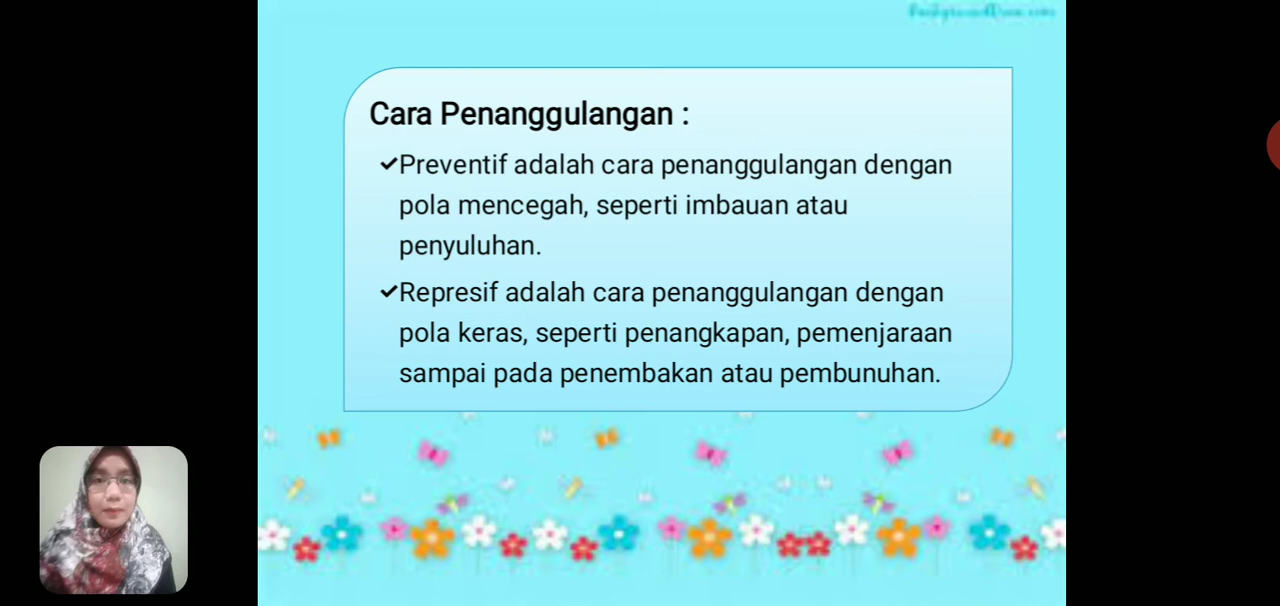 Cara Penanggulangan :
✓Preventif adalah cara penanggulangan dengan
pola mencegah, seperti imbauan atau
penyuluhan.
✓Represif adalah cara penanggulangan dengan
pola keras, seperti penangkapan, pemenjaraan
sampai pada penembakan atau pembunuhan.